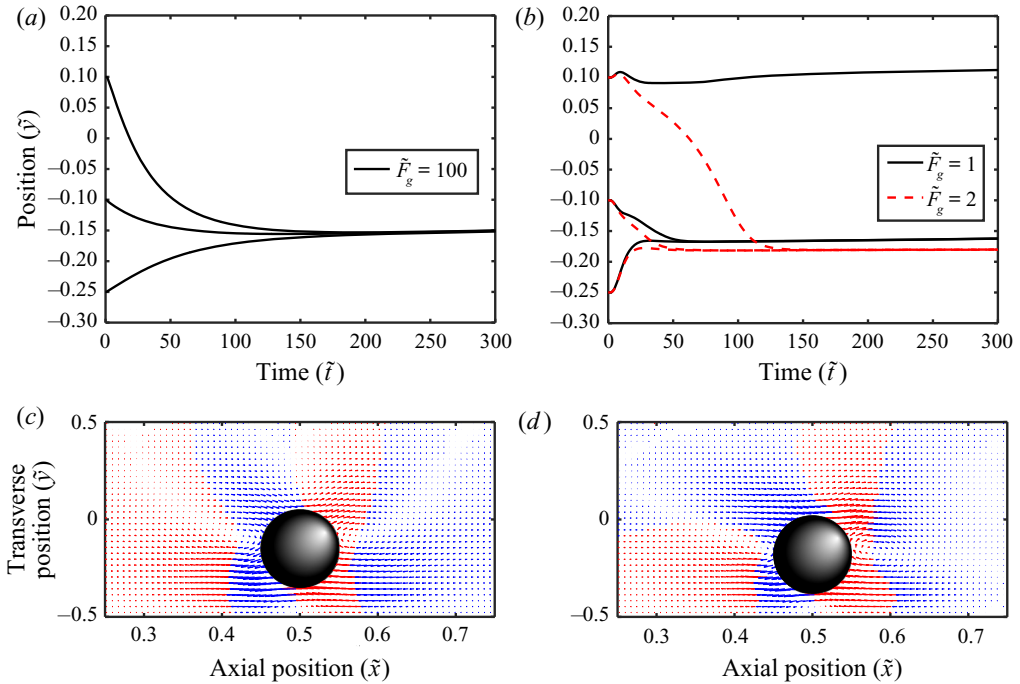 (a)
0.20
0.15
0.10
0.05
0
−0.05
−0.10
−0.15
−0.20
−0.25
−0.30
Position (ỹ)
F̃g = 100
0 50 100 150 200 250 300
Time (t̃)
(b)
0.20
0.15
0.10
0.05
0
−0.05
−0.10
−0.15
−0.20
−0.25
−0.30
F̃g = 1
F̃g = 2
0 50 100 150 200 250 300
Time (t̃)
(c)
0.5
0
−0.5
Transverse
position (ỹ)
0.3 0.4 0.5 0.6 0.7
Axial position (x̃)
(d)
0.5
0
−0.5
0.3 0.4 0.5 0.6 0.7
Axial position (x̃)